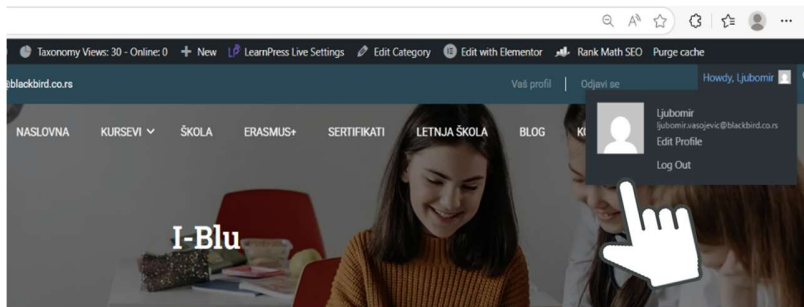 Taxonomy Views: 30 - Online: 0 New LearnPress Live Settings Edit Category Edit with Elementor Rank Math SEO Purge cache
@blackbird.co.rs Vaš profil | Odjavi se Howdy, Ljubomir
Ljubomir
ljubomir.vasojevic@blackbird.co.rs
Edit Profile
Log Out
NASLOVNA KURSEVI ŠKOLA ERASMUS+ SERTIFIKATI LETNJA ŠKOLA BLOG
I-Blu